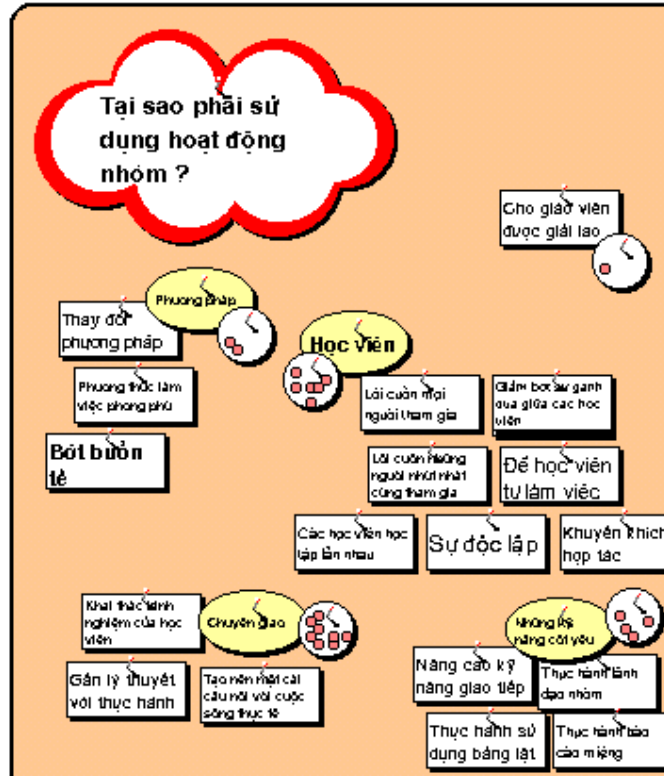 Tại sao phải sử
dụng hoạt động
nhóm ?
Cho giáo viên
được giải lao
Phương pháp
Thay đổi
phương pháp
Phương thức làm
việc phong phú
Bớt buồn
tẻ
Học viên
Lôi cuốn mọi
người tham gia
Giảm bớt sự ganh
đua giữa các học
viên
Lôi cuốn những
người nhút nhát
cùng tham gia
Để học viên
tự làm việc
Các học viên học
tập lẫn nhau
Sự độc lập
Khuyến khích
hợp tác
Khai thác kinh
nghiệm của học
viên
Chuyển giao
Gắn lý thuyết
với thực hành
Tạo nên một cái
cầu nối với cuộc
sống thực tế
Những kỹ
năng cốt yếu
Nâng cao kỹ
năng giao tiếp
Thực hành lãnh
đạo nhóm
Thực hành sử
dụng bảng lật
Thực hành báo
cáo miệng